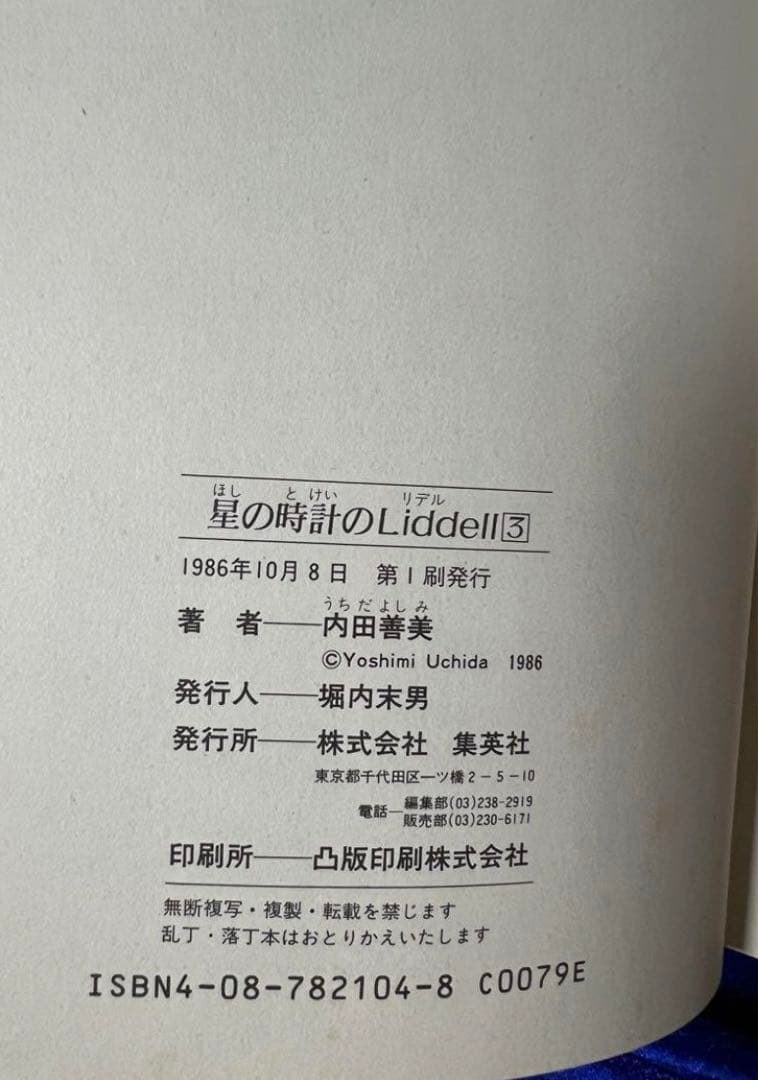 ほし とけい リデル
星の時計のLiddell3
1986年10月8日 第1刷発行
うちだよしみ
著 者――内田善美
©Yoshimi Uchida 1986
発行人――堀内末男
発行所――株式会社 集英社
東京都千代田区一ツ橋2-5-10
電話―編集部(03)238-2919
販売部(03)230-6171
印刷所――凸版印刷株式会社
無断複写・複製・転載を禁じます
乱丁・落丁本はおとりかえいたします
ISBN4-08-782104-8 C0079E